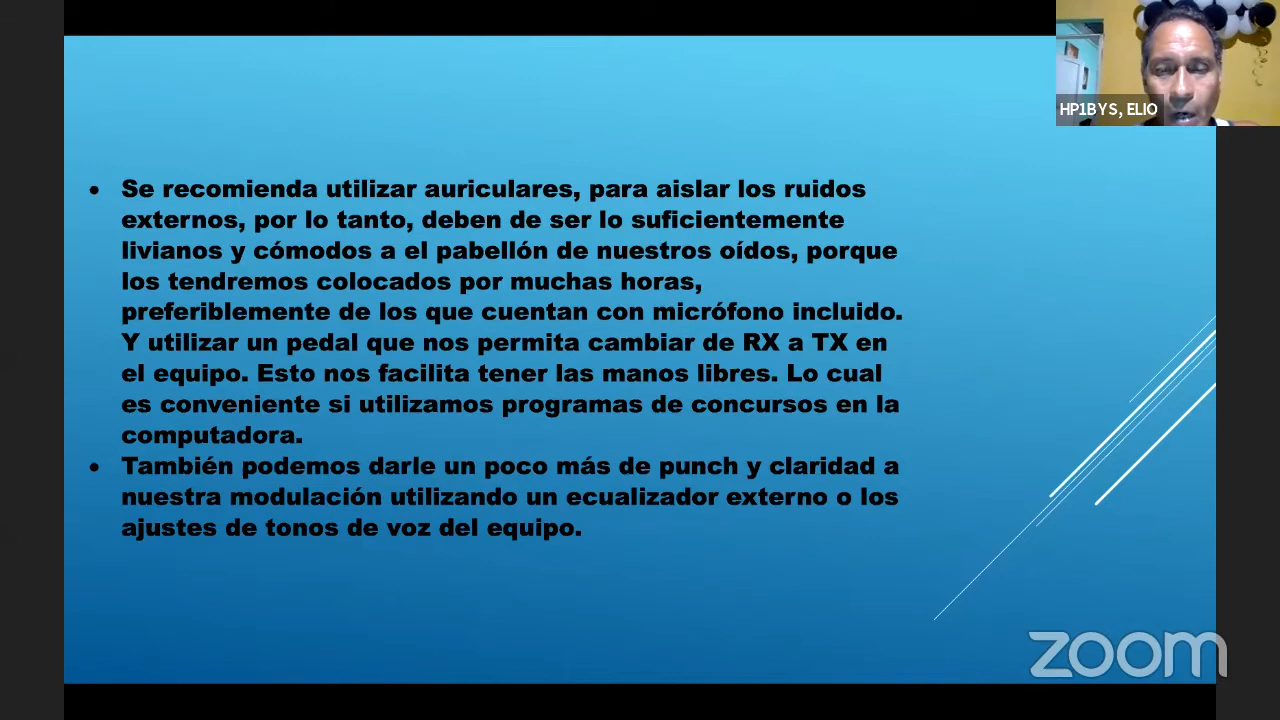 HP1BYS, ELIO
• Se recomienda utilizar auriculares, para aislar los ruidos
externos, por lo tanto, deben de ser lo suficientemente
livianos y cómodos a el pabellón de nuestros oídos, porque
los tendremos colocados por muchas horas,
preferiblemente de los que cuentan con micrófono incluido.
Y utilizar un pedal que nos permita cambiar de RX a TX en
el equipo. Esto nos facilita tener las manos libres. Lo cual
es conveniente si utilizamos programas de concursos en la
computadora.
• También podemos darle un poco más de punch y claridad a
nuestra modulación utilizando un ecualizador externo o los
ajustes de tonos de voz del equipo.
zoom